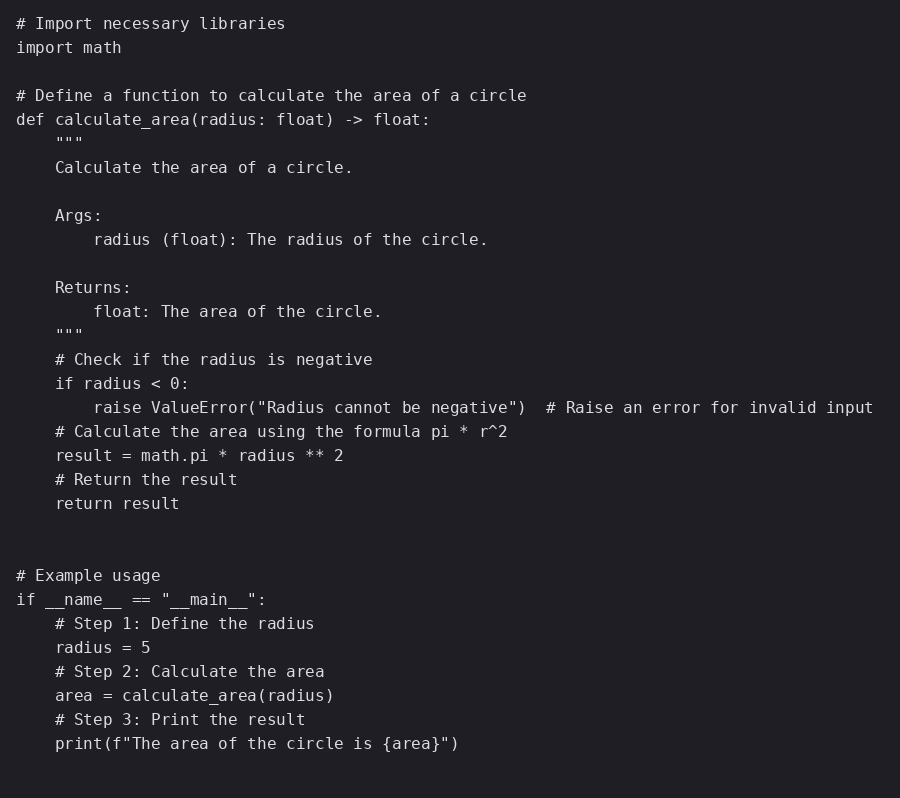 # Import necessary libraries
import math

# Define a function to calculate the area of a circle
def calculate_area(radius: float) -> float:
    """
    Calculate the area of a circle.

    Args:
        radius (float): The radius of the circle.

    Returns:
        float: The area of the circle.
    """
    # Check if the radius is negative
    if radius < 0:
        raise ValueError("Radius cannot be negative")  # Raise an error for invalid input
    # Calculate the area using the formula pi * r^2
    result = math.pi * radius ** 2
    # Return the result
    return result


# Example usage
if __name__ == "__main__":
    # Step 1: Define the radius
    radius = 5
    # Step 2: Calculate the area
    area = calculate_area(radius)
    # Step 3: Print the result
    print(f"The area of the circle is {area}")